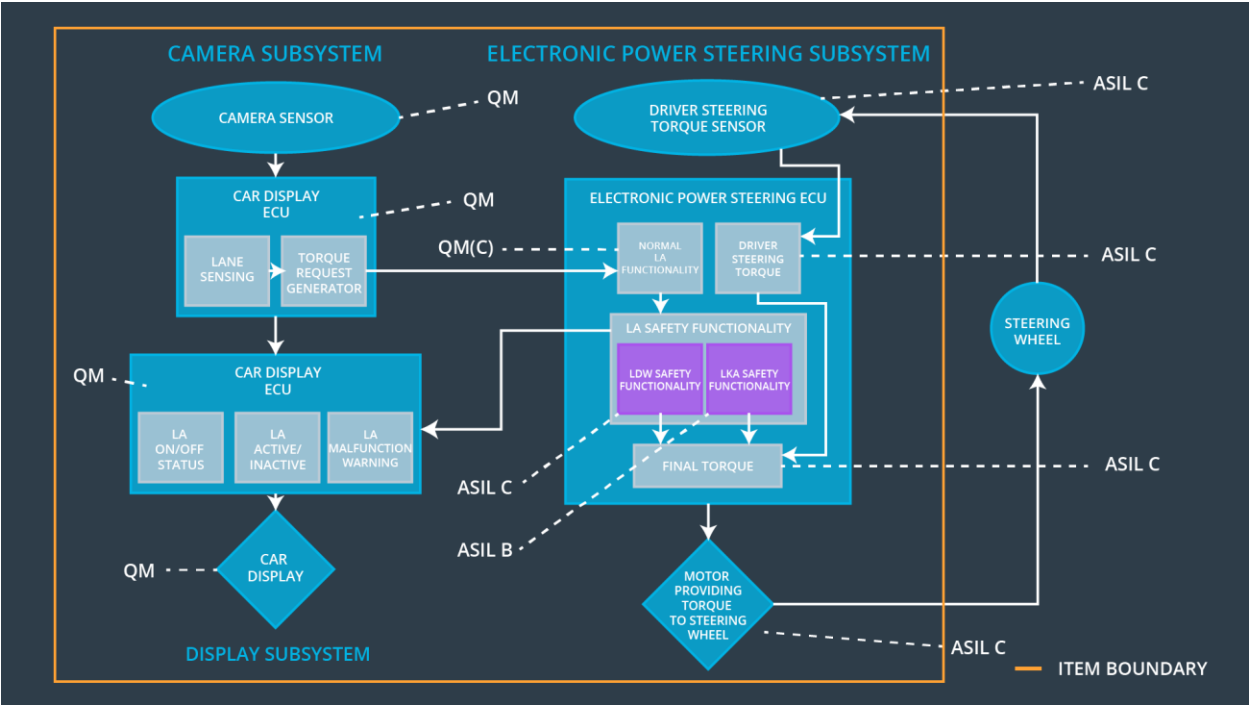 CAMERA SUBSYSTEM
ELECTRONIC POWER STEERING SUBSYSTEM
CAMERA SENSOR
QM
DRIVER STEERING
TORQUE SENSOR
ASIL C
CAR DISPLAY
ECU
QM
LANE
SENSING
TORQUE
REQUEST
GENERATOR
ELECTRONIC POWER STEERING ECU
QM(C)
NORMAL
LA
FUNCTIONALITY
DRIVER
STEERING
TORQUE
ASIL C
LA SAFETY FUNCTIONALITY
LDW SAFETY
FUNCTIONALITY
LKA SAFETY
FUNCTIONALITY
STEERING
WHEEL
QM
CAR DISPLAY
ECU
LA
ON/OFF
STATUS
LA
ACTIVE/
INACTIVE
LA
MALFUNCTION
WARNING
FINAL TORQUE
ASIL C
ASIL C
ASIL B
QM
CAR
DISPLAY
MOTOR
PROVIDING
TORQUE
TO STEERING
WHEEL
ASIL C
DISPLAY SUBSYSTEM
ITEM BOUNDARY